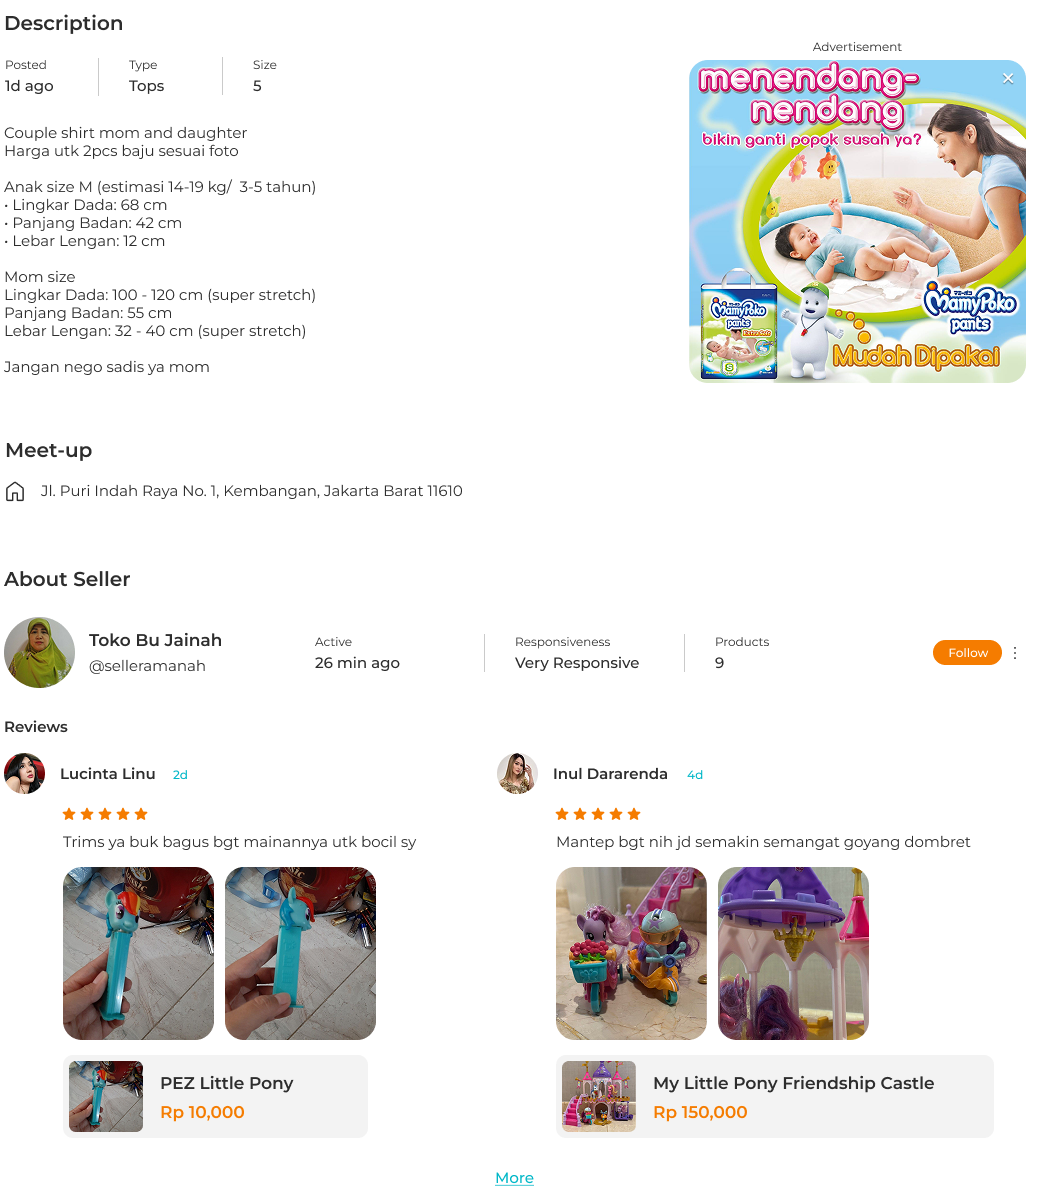 Description
Posted
1d ago
Type
Tops
Size
5
Couple shirt mom and daughter
Harga utk 2pcs baju sesuai foto
Anak size M (estimasi 14-19 kg/  3-5 tahun)
• Lingkar Dada: 68 cm
• Panjang Badan: 42 cm
• Lebar Lengan: 12 cm
Mom size
Lingkar Dada: 100 - 120 cm (super stretch)
Panjang Badan: 55 cm
Lebar Lengan: 32 - 40 cm (super stretch)
Jangan nego sadis ya mom
Advertisement
menendang-
nendang
bikin ganti popok susah ya?
MamyPoko
pants
S
MamyPoko
pants
Mudah Dipakai
Meet-up
Jl. Puri Indah Raya No. 1, Kembangan, Jakarta Barat 11610
About Seller
Toko Bu Jainah
@selleramanah
Active
26 min ago
Responsiveness
Very Responsive
Products
9
Follow
Reviews
Lucinta Linu
2d
Trims ya buk bagus bgt mainannya utk bocil sy
PEZ Little Pony
Rp 10,000
Inul Dararenda
4d
Mantep bgt nih jd semakin semangat goyang dombret
My Little Pony Friendship Castle
Rp 150,000
More